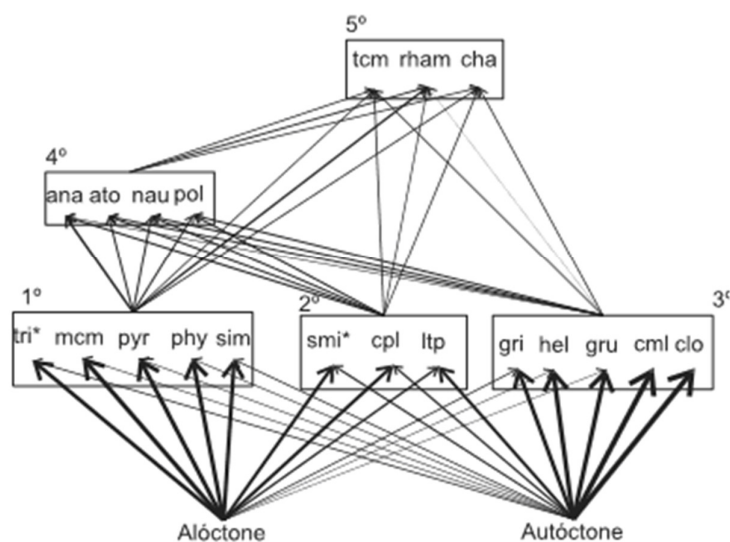 5º
tcm rham cha
4º
ana ato nau pol
1º
tri* mcm pyr phy sim
2º
smi* cpl ltp
3º
gri hel gru cml clo
Alóctone
Autóctone